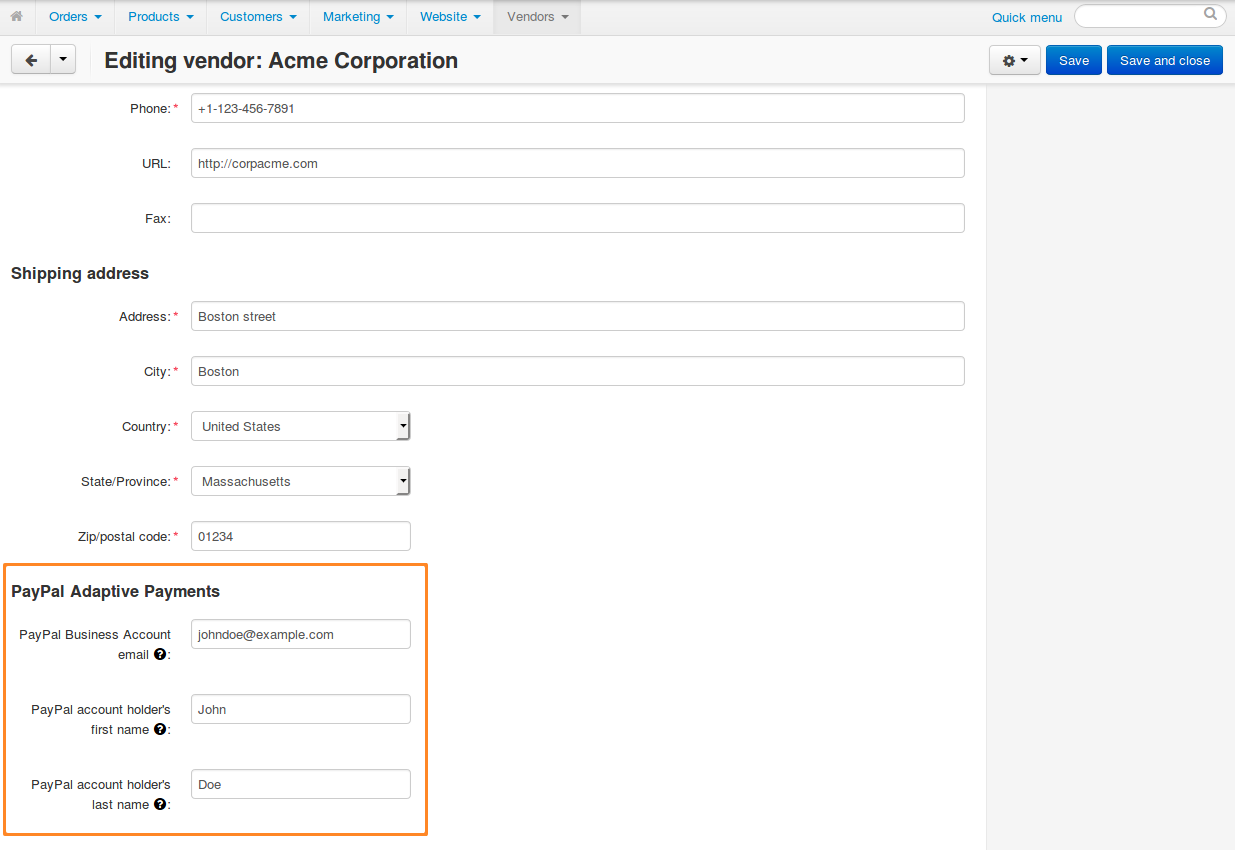 Orders Products Customers Marketing Website Vendors Quick menu
Editing vendor: Acme Corporation Save Save and close
Phone:* +1-123-456-7891
URL: http://corpacme.com
Fax:
Shipping address
Address:* Boston street
City:* Boston
Country:* United States
State/Province:* Massachusetts
Zip/postal code:* 01234
PayPal Adaptive Payments
PayPal Business Account johndoe@example.com
email ?:
PayPal account holder's John
first name ?:
PayPal account holder's Doe
last name ?: